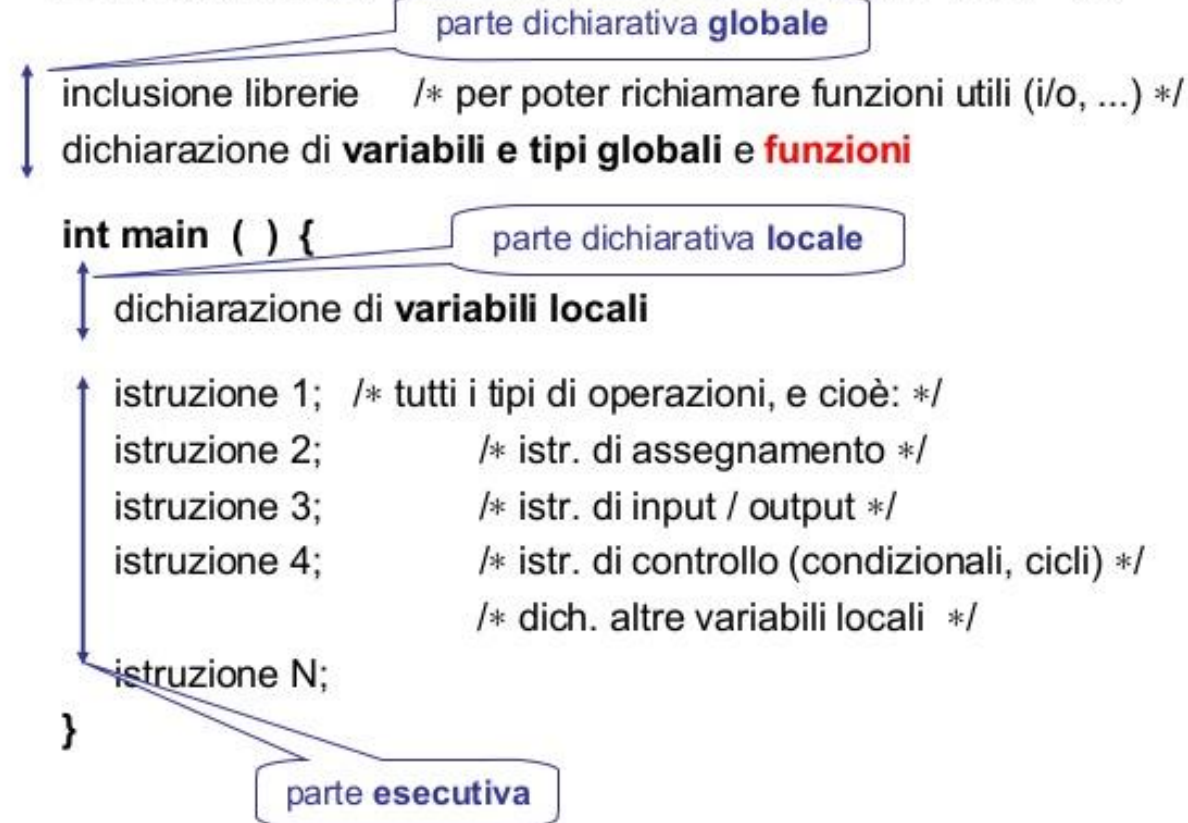 parte dichiarativa globale
inclusione librerie /* per poter richiamare funzioni utili (i/o, ...) */
dichiarazione di variabili e tipi globali e funzioni
int main ( ) {
parte dichiarativa locale
dichiarazione di variabili locali
istruzione 1; /* tutti i tipi di operazioni, e cioè: */
istruzione 2; /* istr. di assegnamento */
istruzione 3; /* istr. di input / output */
istruzione 4; /* istr. di controllo (condizionali, cicli) */
/* dich. altre variabili locali */
istruzione N;
}
parte esecutiva